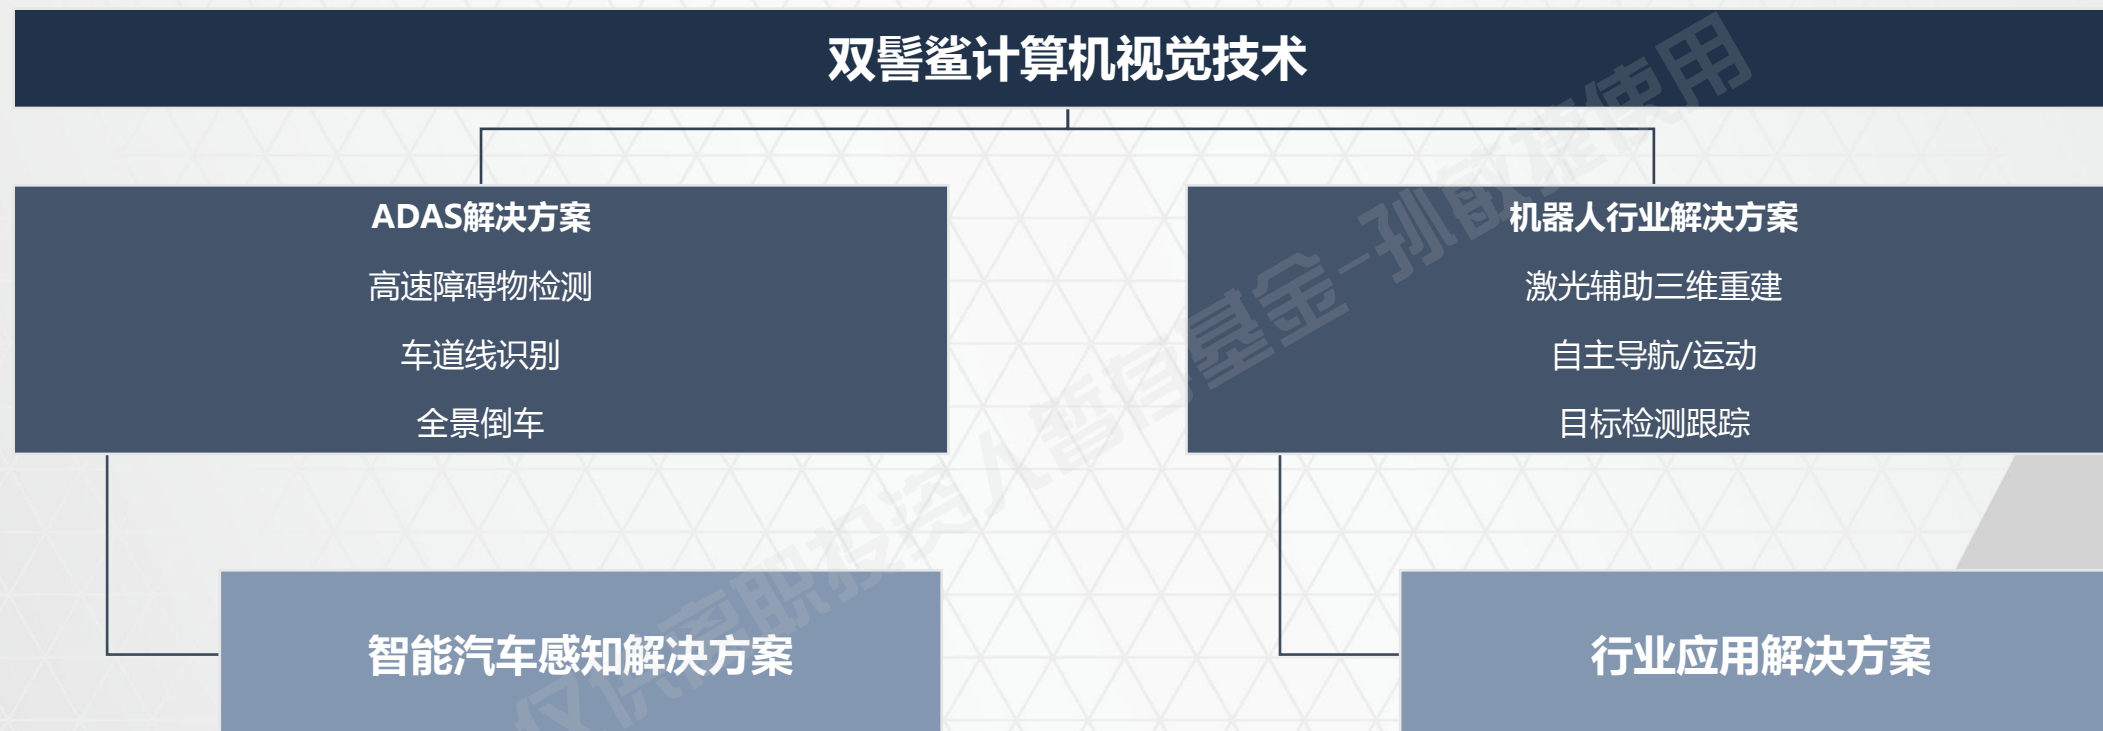 双髻鲨计算机视觉技术
ADAS解决方案
高速障碍物检测
车道线识别
全景倒车
机器人行业解决方案
激光辅助三维重建
自主导航/运动
目标检测跟踪
智能汽车感知解决方案
行业应用解决方案